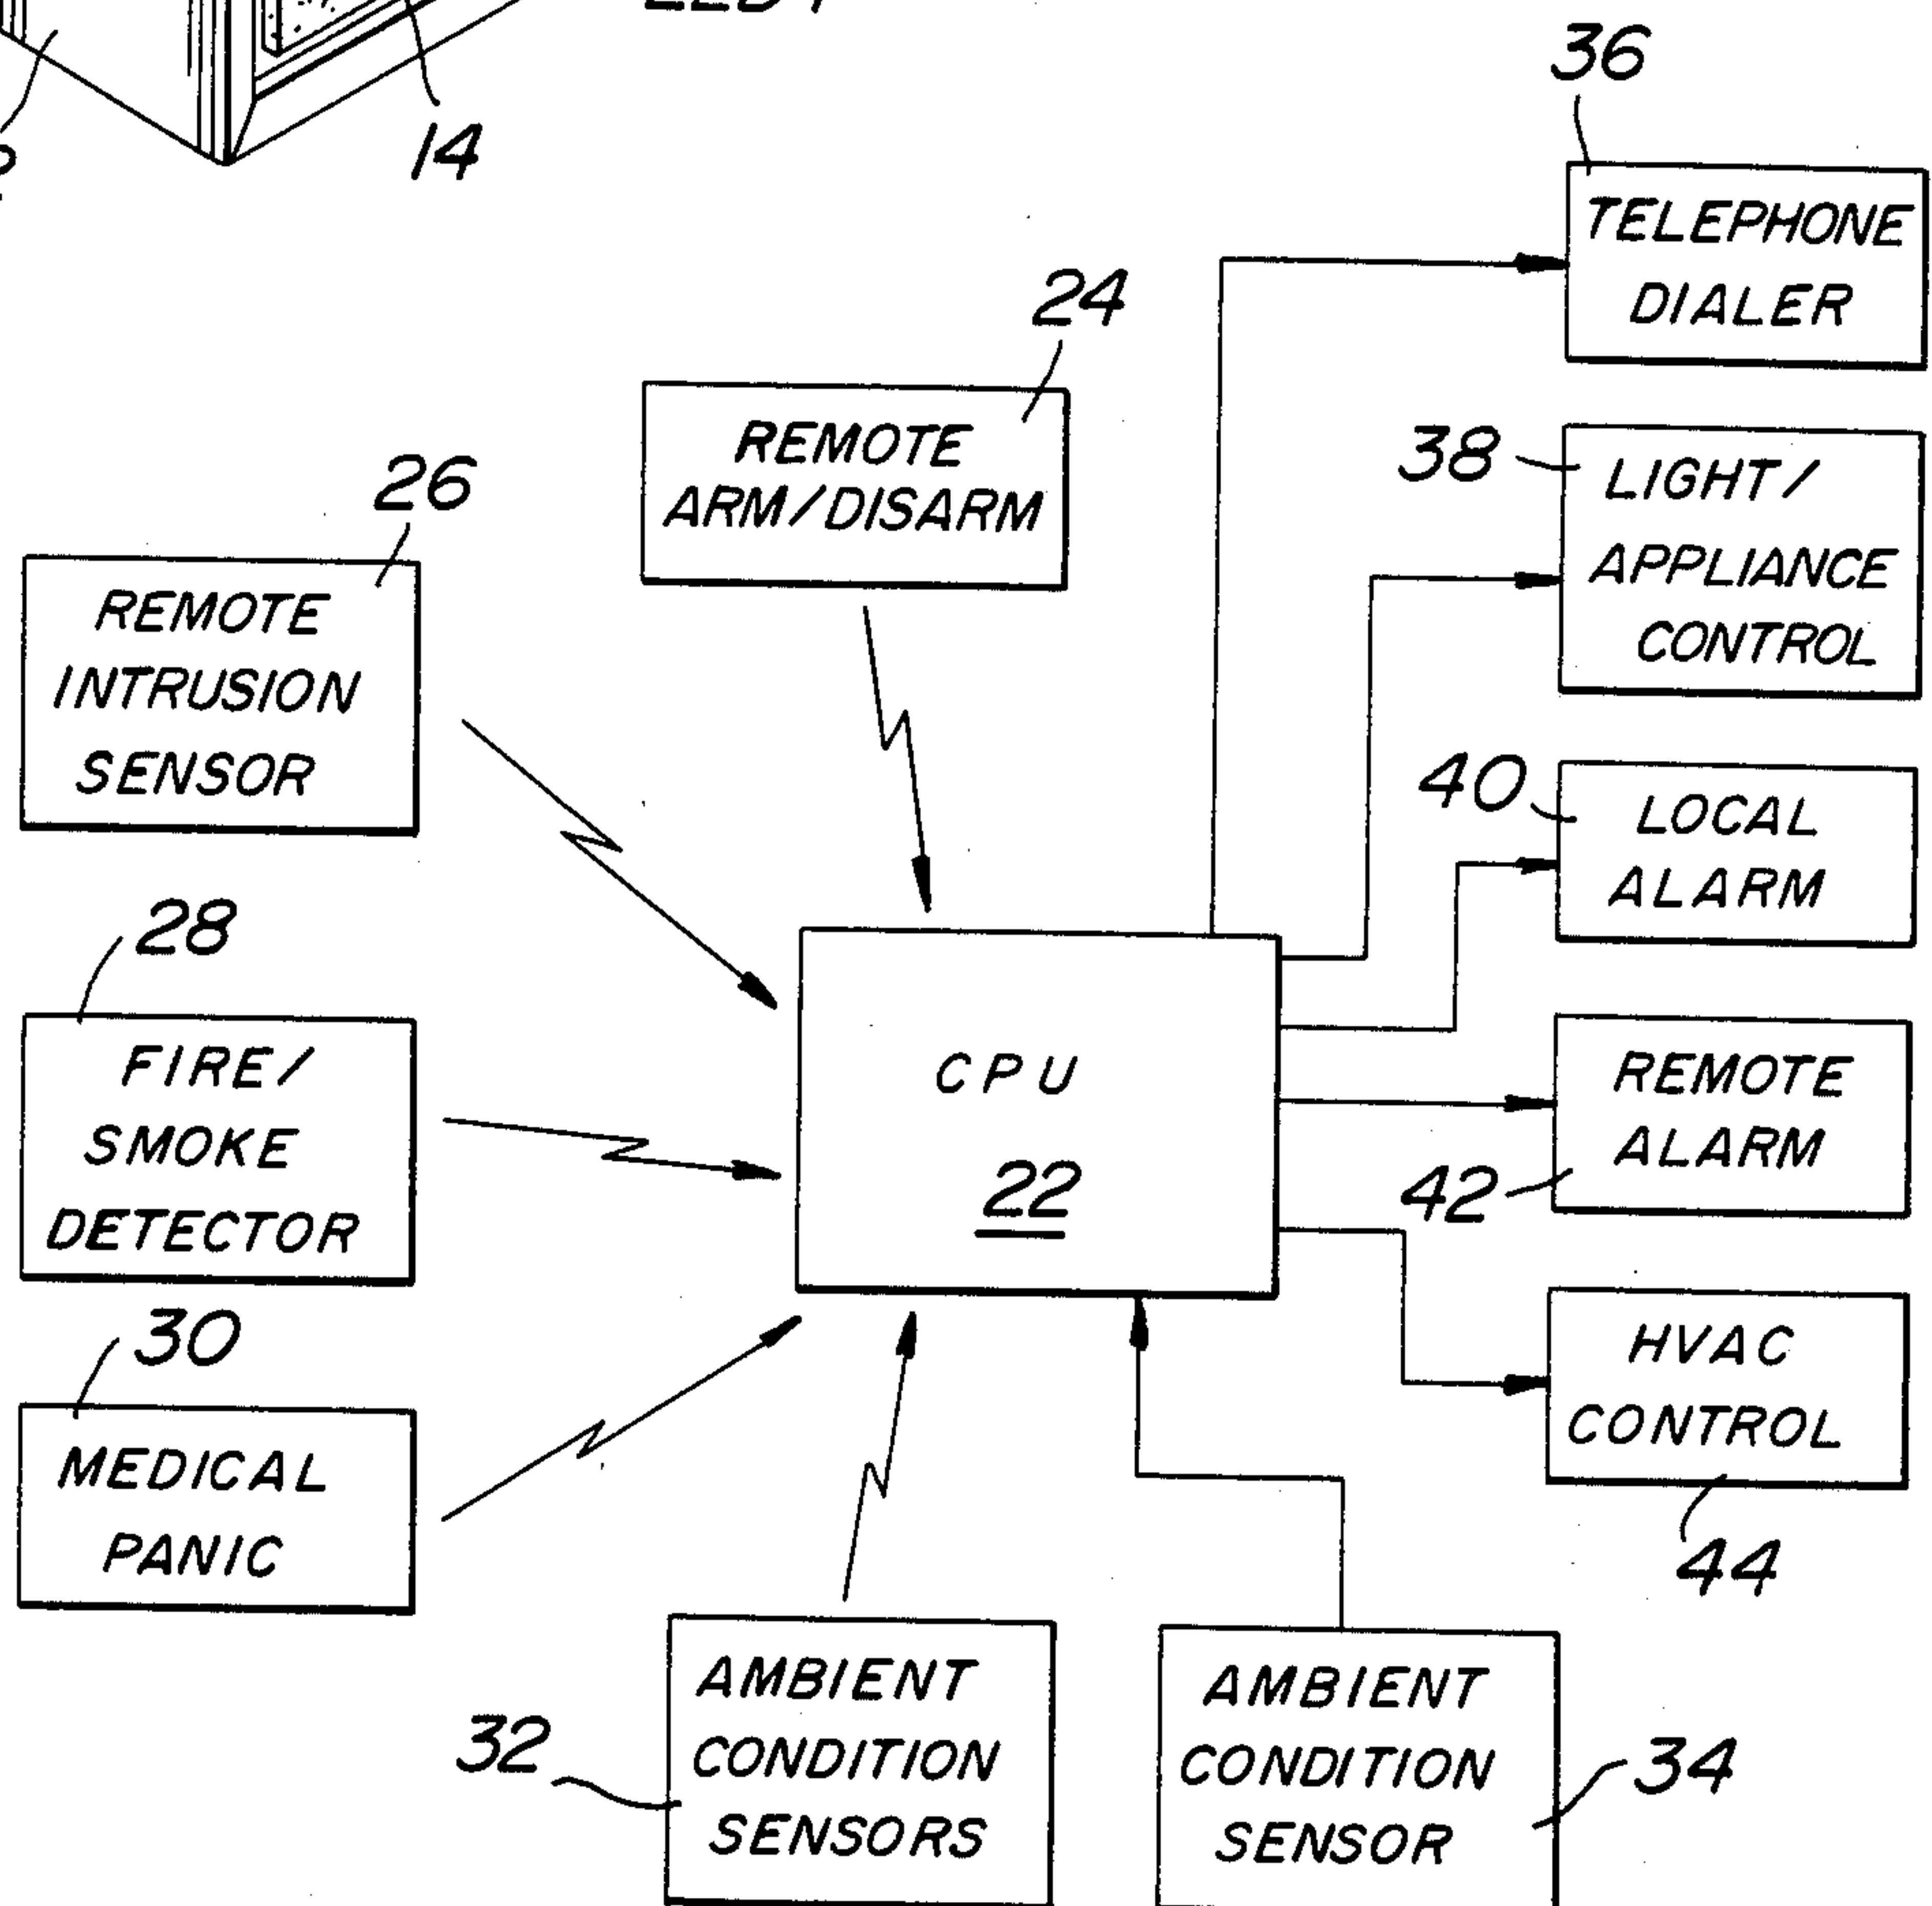 14
36
TELEPHONE
DIALER
24
REMOTE
ARM/DISARM
38
LIGHT/
APPLIANCE
CONTROL
26
REMOTE
INTRUSION
SENSOR
40
LOCAL
ALARM
28
FIRE/
SMOKE
DETECTOR
CPU
22
REMOTE
ALARM
42
30
MEDICAL
PANIC
HVAC
CONTROL
44
32
AMBIENT
CONDITION
SENSORS
AMBIENT
CONDITION
SENSOR
34